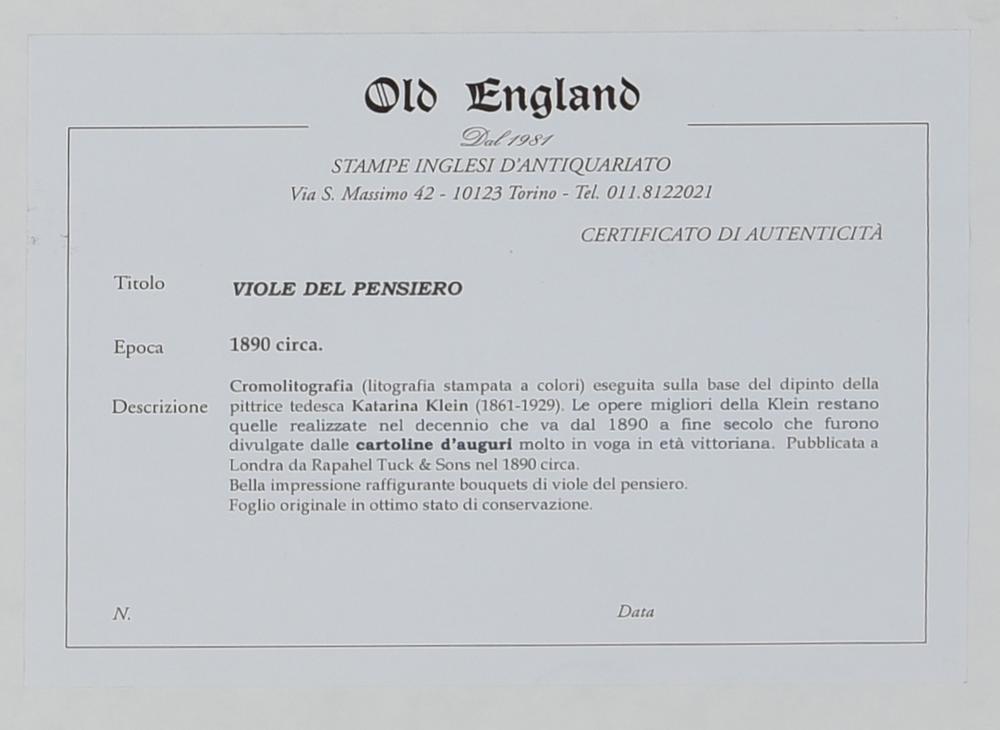 Old England
Dal 1981
STAMPE INGLESI D'ANTIQUARIATO
Via S. Massimo 42 - 10123 Torino - Tel. 011.8122021
CERTIFICATO DI AUTENTICITÀ
Titolo VIOLE DEL PENSIERO
Epoca 1890 circa.
Cromolitografia (litografia stampata a colori) eseguita sulla base del dipinto della
Descrizione pittrice tedesca Katarina Klein (1861-1929). Le opere migliori della Klein restano
quelle realizzate nel decennio che va dal 1890 a fine secolo che furono
divulgate dalle cartoline d'auguri molto in voga in età vittoriana. Pubblicata a
Londra da Rapahel Tuck & Sons nel 1890 circa.
Bella impressione raffigurante bouquets di viole del pensiero.
Foglio originale in ottimo stato di conservazione.
N. Data